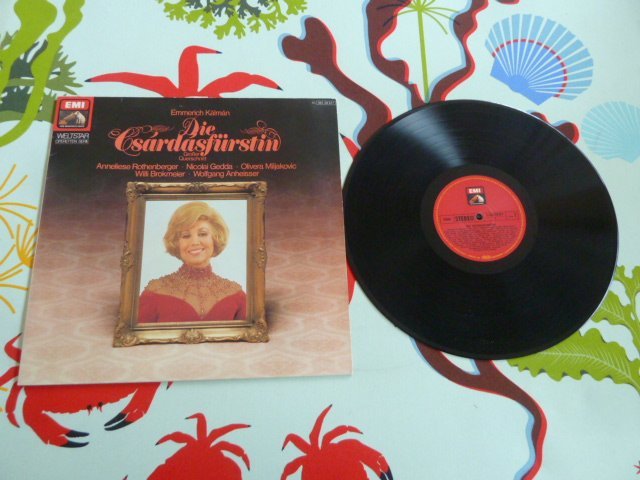 EMI
WELTSTAR
OPERETTEN SERIE
Emmerich Kálmán
Die
Csárdásfürstin
Großer
Querschnitt
Anneliese Rothenberger · Nicolai Gedda · Olivera Miljakovic
Willi Brokmeier · Wolfgang Anheisser
EMI
STEREO